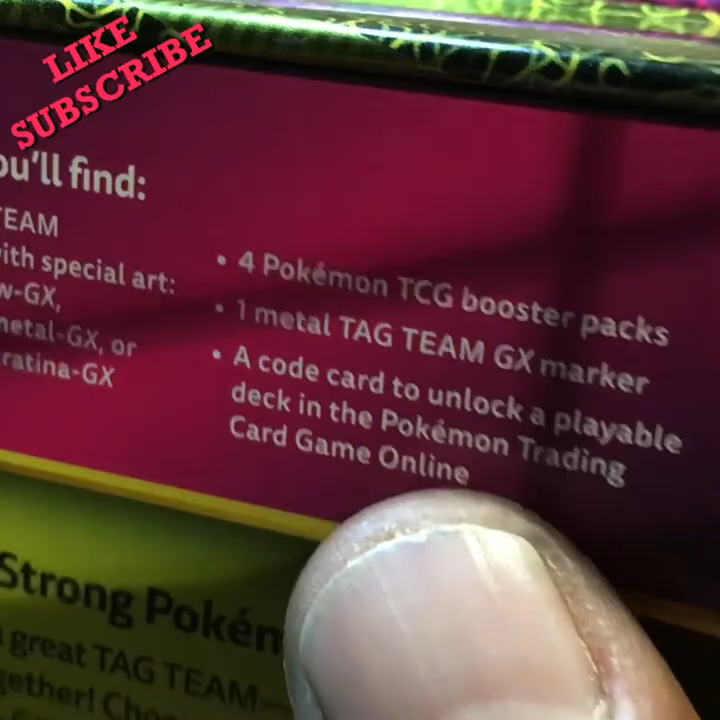 LIKE
SUBSCRIBE
ou'll find:
TEAM
ith special art:
w-GX,
metal-GX, or
ratina-GX
• 4 Pokémon TCG booster packs
• 1 metal TAG TEAM GX marker
• A code card to unlock a playable
deck in the Pokémon Trading
Card Game Online
Strong Pokém
great TAG TEAM—
gether! Cho